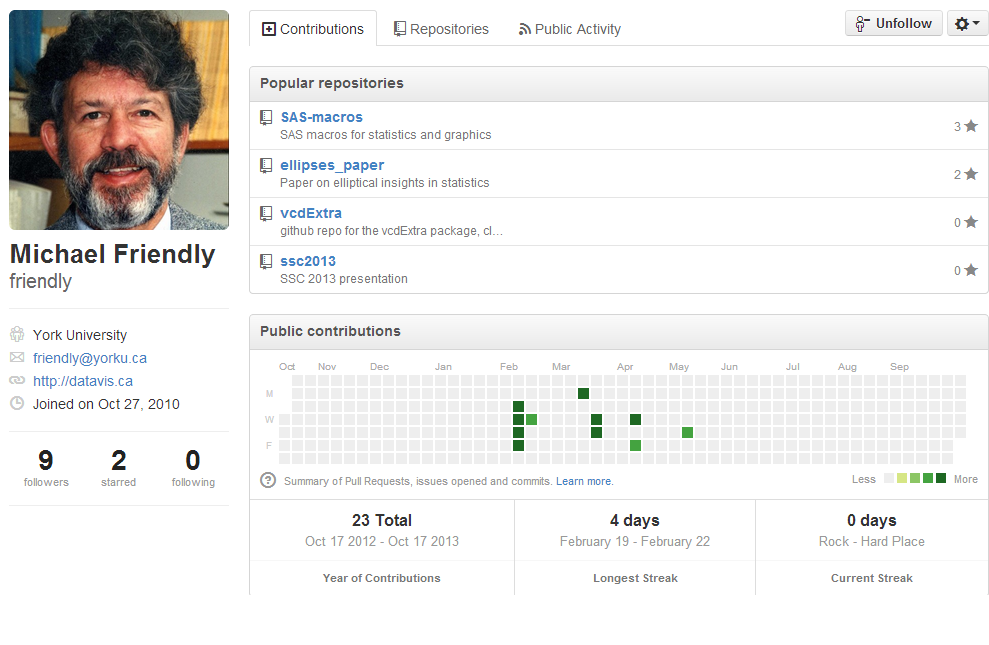 Contributions
Repositories
Public Activity
Unfollow
Popular repositories
SAS-macros
SAS macros for statistics and graphics
3
ellipses_paper
Paper on elliptical insights in statistics
2
vcdExtra
github repo for the vcdExtra package, cl…
0
ssc2013
SSC 2013 presentation
0
Michael Friendly
friendly
York University
friendly@yorku.ca
http://datavis.ca
Joined on Oct 27, 2010
9 2 0
followers starred following
Public contributions
Oct Nov Dec Jan Feb Mar Apr May Jun Jul Aug Sep
M
W
F
Summary of Pull Requests, issues opened and commits. Learn more.
Less More
23 Total
Oct 17 2012 - Oct 17 2013
Year of Contributions
4 days
February 19 - February 22
Longest Streak
0 days
Rock - Hard Place
Current Streak